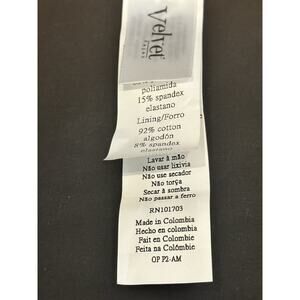 Velvet
poliamida
15% spandex
elastano
Lining/Forro
92% cotton
algodón
8% spandex
elastano
Lavar à mão
Não usar lixívia
Não use secador
Não torça
Secar à sombra
Não passar a ferro
RN101703
Made in Colombia
Hecho en colombia
Fait en Colombie
Feita na Colômbie
OP P2-AM